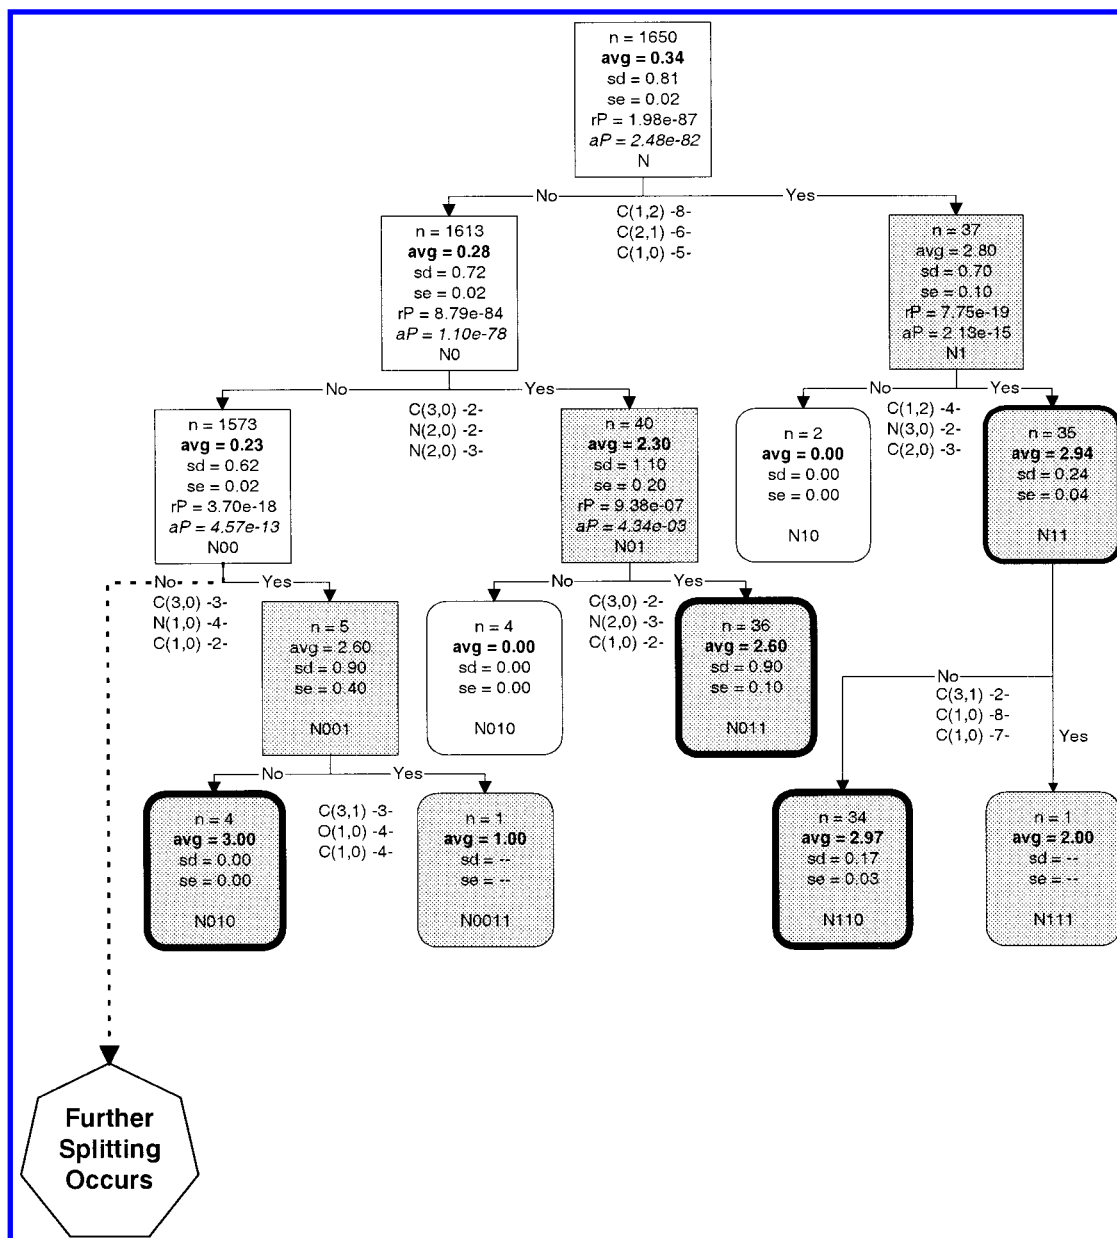 n = 1650
avg = 0.34
sd = 0.81
se = 0.02
rP = 1.98e-87
aP = 2.48e-82
N
No
Yes
C(1,2) -8-
C(2,1) -6-
C(1,0) -5-
n = 1613
avg = 0.28
sd = 0.72
se = 0.02
rP = 8.79e-84
aP = 1.10e-78
N0
n = 37
avg = 2.80
sd = 0.70
se = 0.10
rP = 7.75e-19
aP = 2.13e-15
N1
No
Yes
C(3,0) -2-
N(2,0) -2-
N(2,0) -3-
No
Yes
C(1,2) -4-
N(3,0) -2-
C(2,0) -3-
n = 1573
avg = 0.23
sd = 0.62
se = 0.02
rP = 3.70e-18
aP = 4.57e-13
N00
n = 40
avg = 2.30
sd = 1.10
se = 0.20
rP = 9.38e-07
aP = 4.34e-03
N01
n = 2
avg = 0.00
sd = 0.00
se = 0.00
N10
n = 35
avg = 2.94
sd = 0.24
se = 0.04
N11
No
Yes
C(3,0) -3-
N(1,0) -4-
C(1,0) -2-
No
Yes
C(3,0) -2-
N(2,0) -3-
C(1,0) -2-
n = 5
avg = 2.60
sd = 0.90
se = 0.40
N001
n = 4
avg = 0.00
sd = 0.00
se = 0.00
N010
n = 36
avg = 2.60
sd = 0.90
se = 0.10
N011
No
C(3,1) -2-
C(1,0) -8-
C(1,0) -7-
Yes
No
Yes
C(3,1) -3-
O(1,0) -4-
C(1,0) -4-
n = 4
avg = 3.00
sd = 0.00
se = 0.00
N010
n = 1
avg = 1.00
sd = --
se = --
N0011
n = 34
avg = 2.97
sd = 0.17
se = 0.03
N110
n = 1
avg = 2.00
sd = --
se = --
N111
Further
Splitting
Occurs